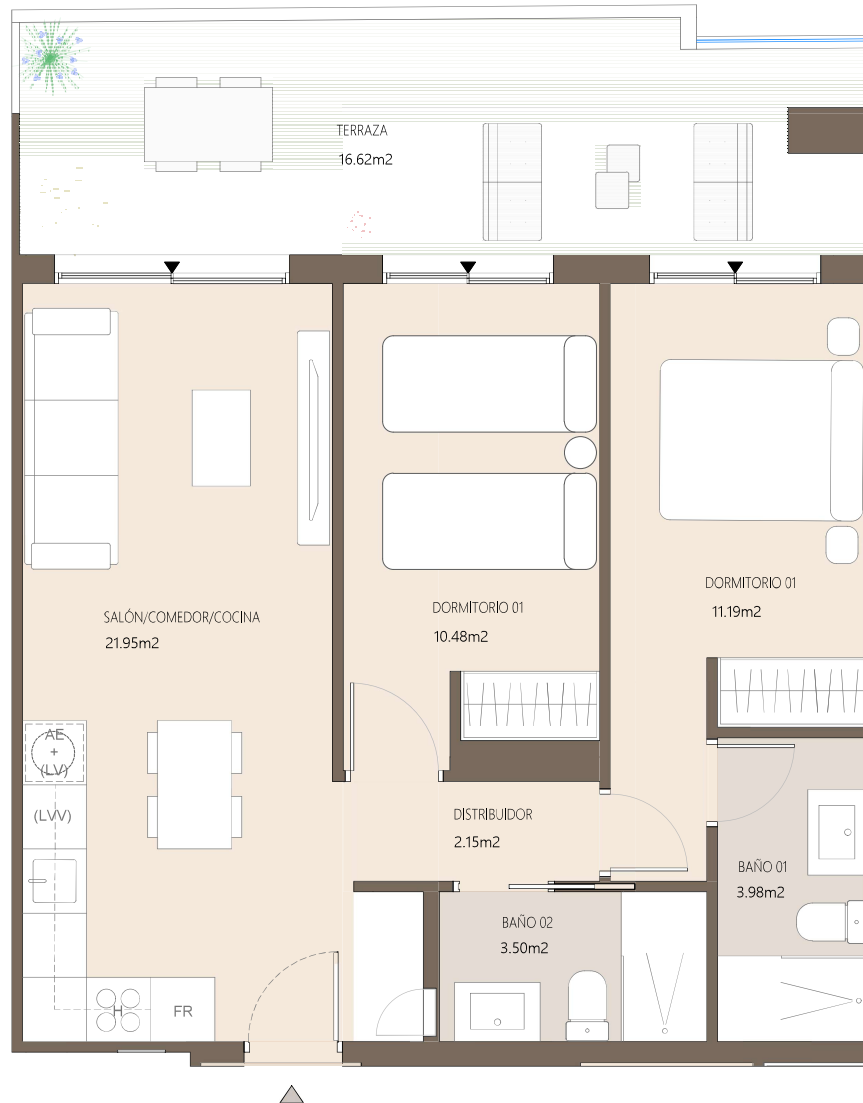 TERRAZA
16.62m2
DORMITORIO 01
11.19m2
DORMITORIO 01
10.48m2
SALÓN/COMEDOR/COCINA
21.95m2
AE
+
(LV)
(LVV)
DISTRIBUIDOR
2.15m2
BAÑO 01
3.98m2
BAÑO 02
3.50m2
H
FR